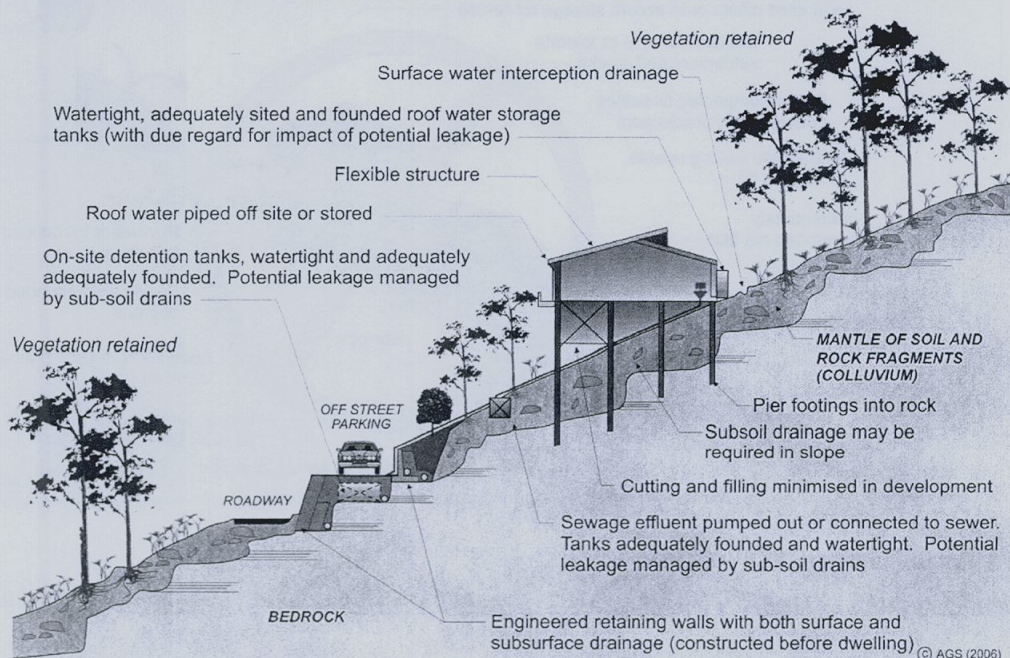 Vegetation retained
Surface water interception drainage
Watertight, adequately sited and founded roof water storage
tanks (with due regard for impact of potential leakage)
Flexible structure
Roof water piped off site or stored
On-site detention tanks, watertight and adequately
adequately founded. Potential leakage managed
by sub-soil drains
Vegetation retained
MANTLE OF SOIL AND
ROCK FRAGMENTS
(COLLUVIUM)
OFF STREET
PARKING
Pier footings into rock
Subsoil drainage may be
required in slope
Cutting and filling minimised in development
ROADWAY
Sewage effluent pumped out or connected to sewer.
Tanks adequately founded and watertight. Potential
leakage managed by sub-soil drains
BEDROCK
Engineered retaining walls with both surface and
subsurface drainage (constructed before dwelling)
© AGS (2006)